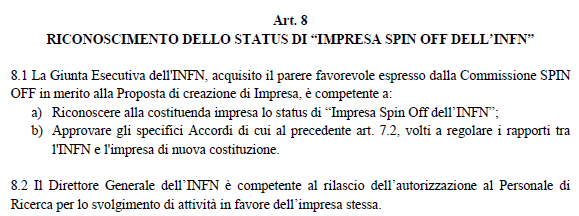 Art. 8
RICONOSCIMENTO DELLO STATUS DI “IMPRESA SPIN OFF DELL’INFN”
8.1 La Giunta Esecutiva dell'INFN, acquisito il parere favorevole espresso dalla Commissione SPIN
OFF in merito alla Proposta di creazione di Impresa, è competente a:
a) Riconoscere alla costituenda impresa lo status di “Impresa Spin Off dell’INFN”;
b) Approvare gli specifici Accordi di cui al precedente art. 7.2, volti a regolare i rapporti tra
l'INFN e l'impresa di nuova costituzione.
8.2 Il Direttore Generale dell’INFN è competente al rilascio dell’autorizzazione al Personale di
Ricerca per lo svolgimento di attività in favore dell’impresa stessa.